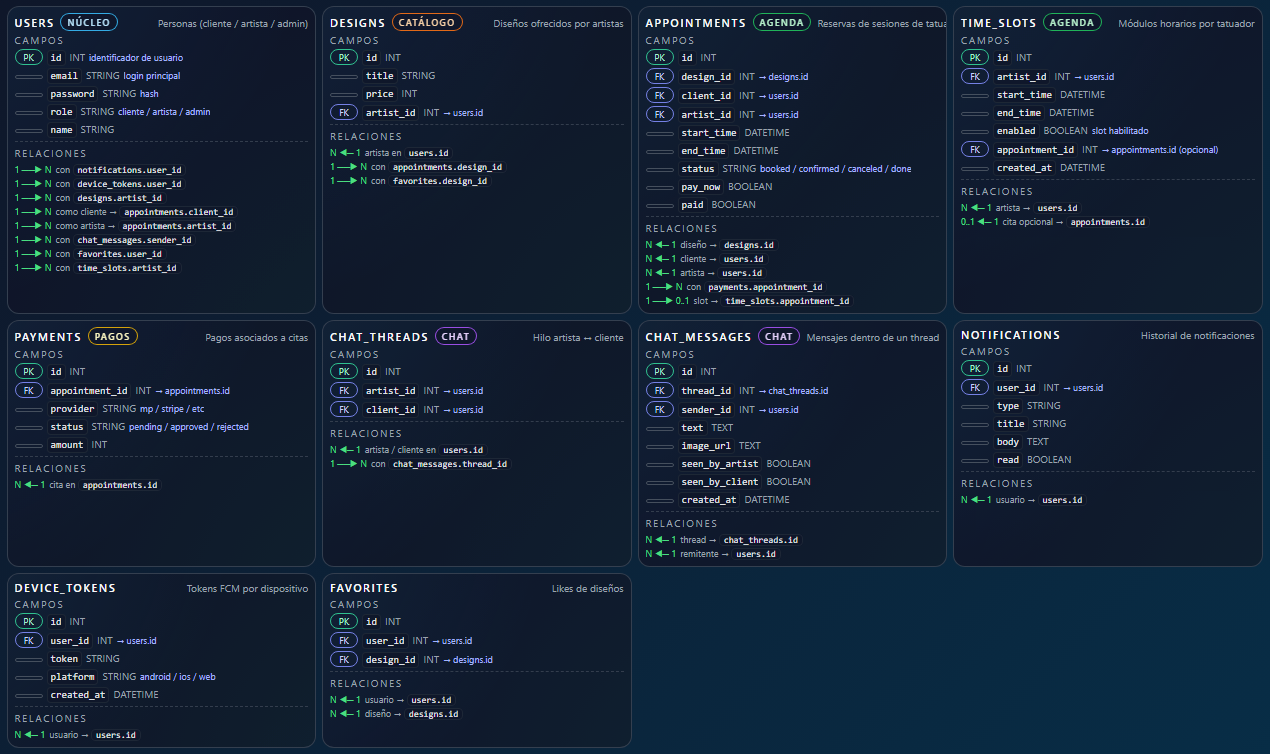 USERS NÚCLEO Personas (cliente / artista / admin)
CAMPOS
PK id INT identificador de usuario
email STRING login principal
password STRING hash
role STRING cliente / artista / admin
name STRING
RELACIONES
1 ──► N con notifications.user_id
1 ──► N con device_tokens.user_id
1 ──► N con designs.artist_id
1 ──► N como cliente → appointments.client_id
1 ──► N como artista → appointments.artist_id
1 ──► N con chat_messages.sender_id
1 ──► N con favorites.user_id
1 ──► N con time_slots.artist_id
DESIGNS CATÁLOGO Diseños ofrecidos por artistas
CAMPOS
PK id INT
title STRING
price INT
FK artist_id INT → users.id
RELACIONES
N ◄─ 1 artista en users.id
1 ──► N con appointments.design_id
1 ──► N con favorites.design_id
APPOINTMENTS AGENDA Reservas de sesiones de tatua
CAMPOS
PK id INT
FK design_id INT → designs.id
FK client_id INT → users.id
FK artist_id INT → users.id
start_time DATETIME
end_time DATETIME
status STRING booked / confirmed / canceled / done
pay_now BOOLEAN
paid BOOLEAN
RELACIONES
N ◄─ 1 diseño → designs.id
N ◄─ 1 cliente → users.id
N ◄─ 1 artista → users.id
1 ──► N con payments.appointment_id
1 ──► 0..1 slot → time_slots.appointment_id
TIME_SLOTS AGENDA Módulos horarios por tatuador
CAMPOS
PK id INT
FK artist_id INT → users.id
start_time DATETIME
end_time DATETIME
enabled BOOLEAN slot habilitado
FK appointment_id INT → appointments.id (opcional)
created_at DATETIME
RELACIONES
N ◄─ 1 artista → users.id
0..1 ◄─ 1 cita opcional → appointments.id
PAYMENTS PAGOS Pagos asociados a citas
CAMPOS
PK id INT
FK appointment_id INT → appointments.id
provider STRING mp / stripe / etc
status STRING pending / approved / rejected
amount INT
RELACIONES
N ◄─ 1 cita en appointments.id
CHAT_THREADS CHAT Hilo artista ↔ cliente
CAMPOS
PK id INT
FK artist_id INT → users.id
FK client_id INT → users.id
RELACIONES
N ◄─ 1 artista / cliente en users.id
1 ──► N con chat_messages.thread_id
CHAT_MESSAGES CHAT Mensajes dentro de un thread
CAMPOS
PK id INT
FK thread_id INT → chat_threads.id
FK sender_id INT → users.id
text TEXT
image_url TEXT
seen_by_artist BOOLEAN
seen_by_client BOOLEAN
created_at DATETIME
RELACIONES
N ◄─ 1 thread → chat_threads.id
N ◄─ 1 remitente → users.id
NOTIFICATIONS Historial de notificaciones
CAMPOS
PK id INT
FK user_id INT → users.id
type STRING
title STRING
body TEXT
read BOOLEAN
RELACIONES
N ◄─ 1 usuario → users.id
DEVICE_TOKENS Tokens FCM por dispositivo
CAMPOS
PK id INT
FK user_id INT → users.id
token STRING
platform STRING android / ios / web
created_at DATETIME
RELACIONES
N ◄─ 1 usuario → users.id
FAVORITES Likes de diseños
CAMPOS
PK id INT
FK user_id INT → users.id
FK design_id INT → designs.id
RELACIONES
N ◄─ 1 usuario → users.id
N ◄─ 1 diseño → designs.id